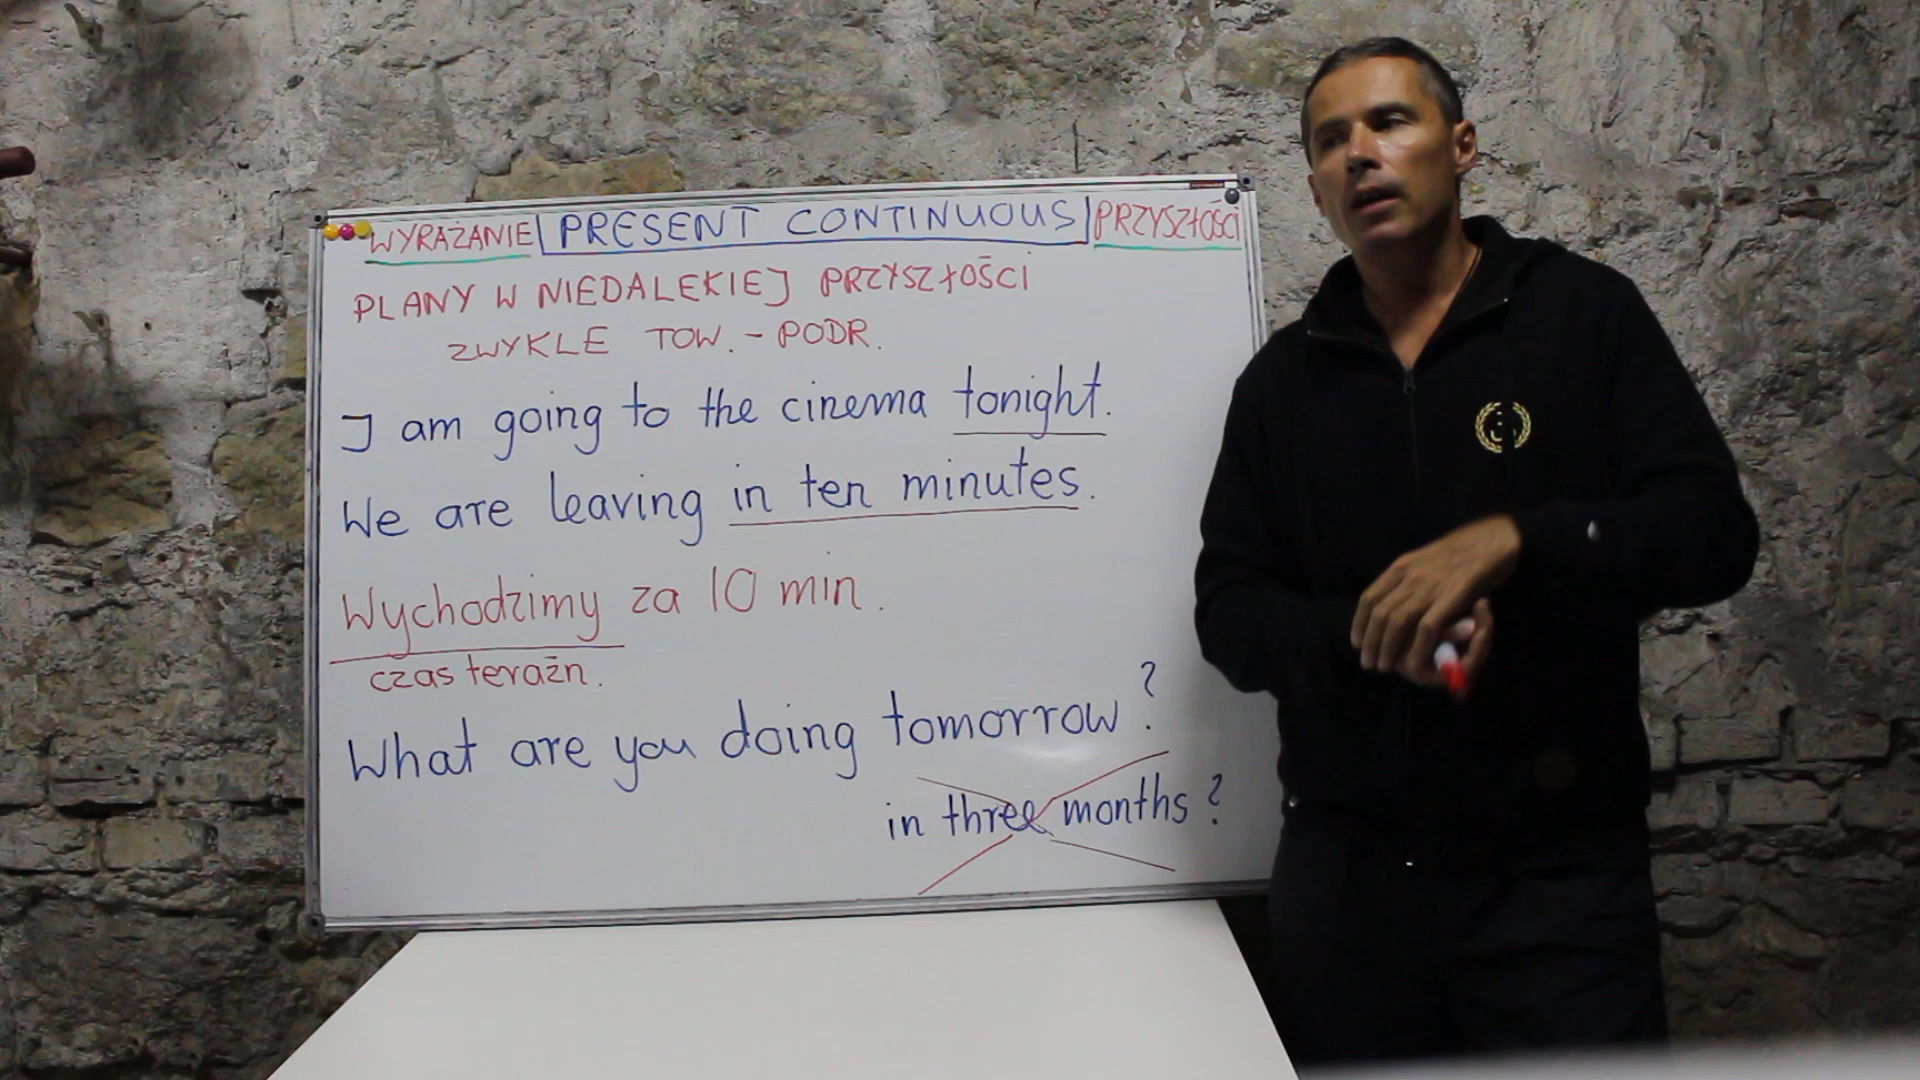 WYRAŻANIE PRESENT CONTINUOUS PRZYSZŁOŚCI
PLANY W NIEDALEKIEJ PRZYSZŁOŚCI
ZWYKLE TOW. - PODR.
I am going to the cinema tonight.
We are leaving in ten minutes.
Wychodzimy za 10 min.
czas teraźn.
What are you doing tomorrow?
in three months?